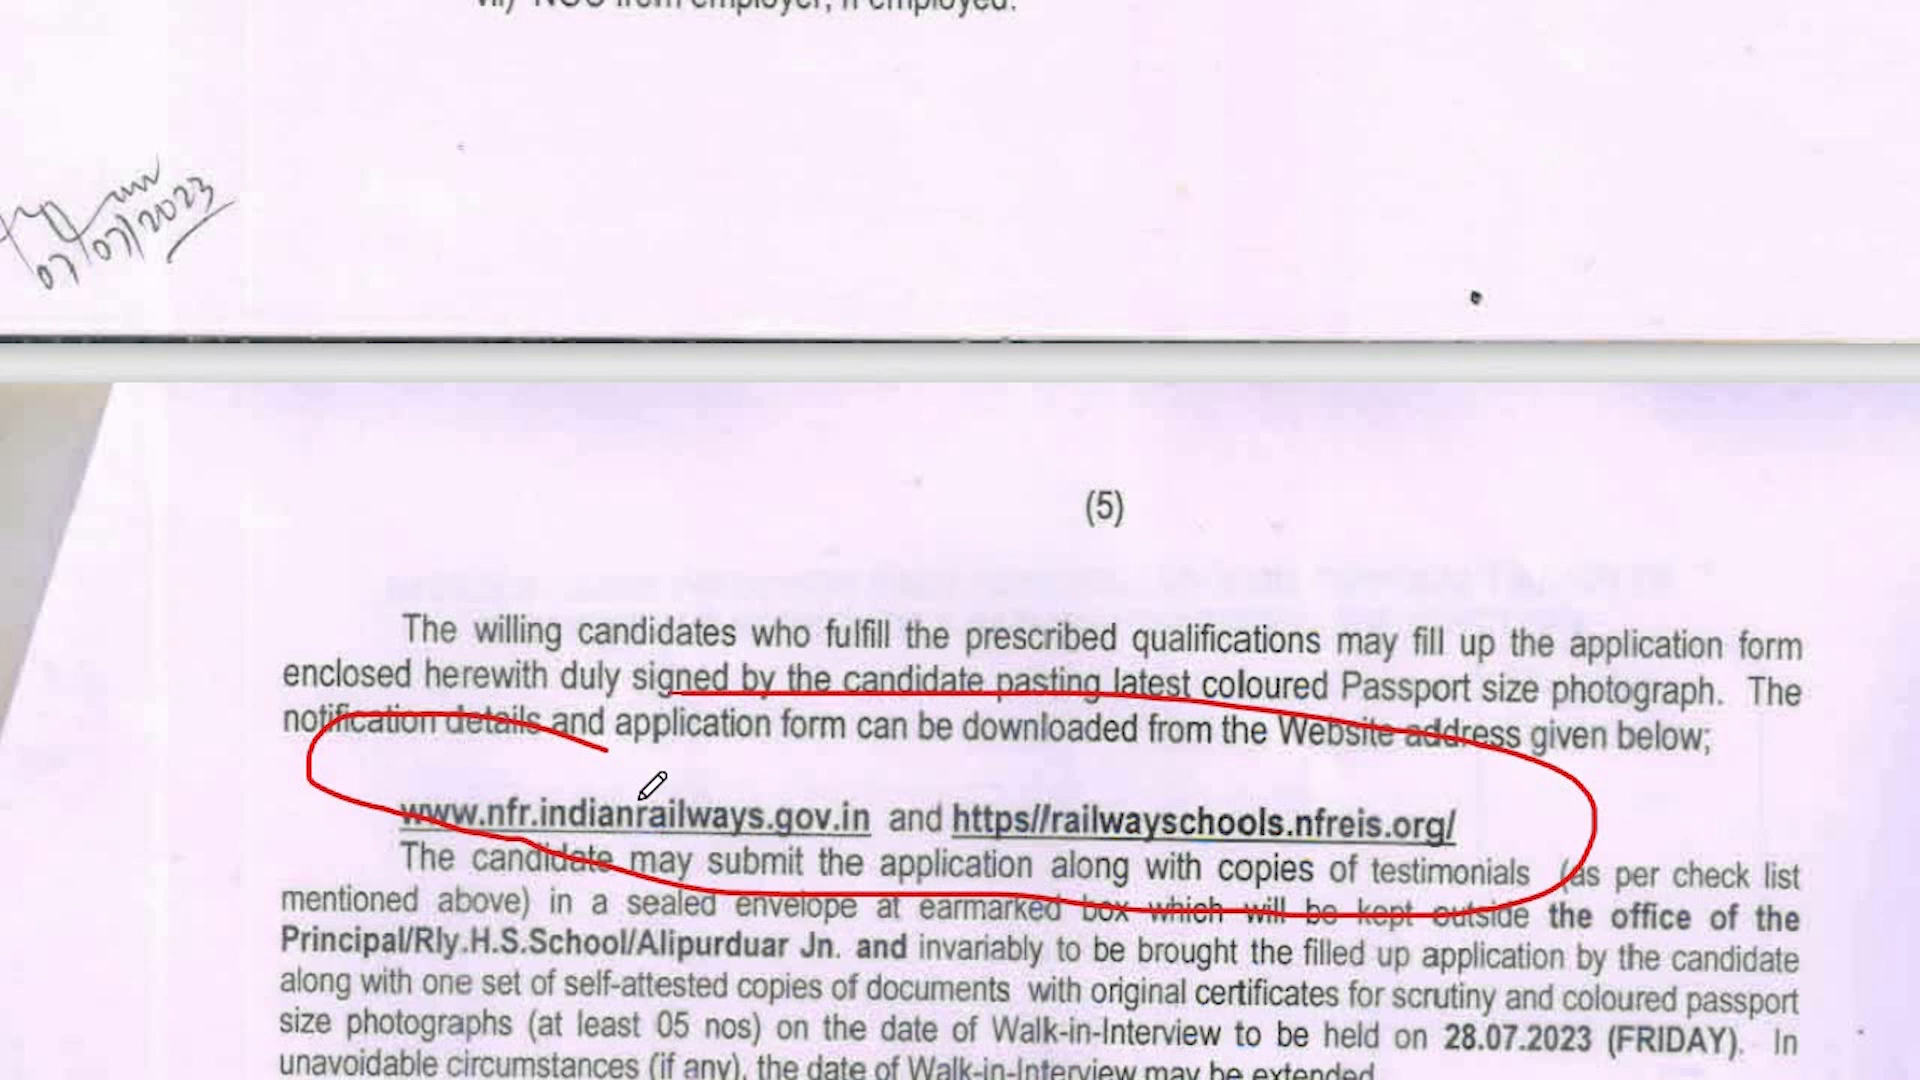 vii) NOC from employer, if employed.
07/07/2023
(5)
The willing candidates who fulfill the prescribed qualifications may fill up the application form
enclosed herewith duly signed by the candidate pasting latest coloured Passport size photograph. The
notification details and application form can be downloaded from the Website address given below;
www.nfr.indianrailways.gov.in and https//railwayschools.nfreis.org/
The candidate may submit the application along with copies of testimonials (as per check list
mentioned above) in a sealed envelope at earmarked box which will be kept outside the office of the
Principal/Rly.H.S.School/Alipurduar Jn. and invariably to be brought the filled up application by the candidate
along with one set of self-attested copies of documents with original certificates for scrutiny and coloured passport
size photographs (at least 05 nos) on the date of Walk-in-Interview to be held on 28.07.2023 (FRIDAY). In
unavoidable circumstances (if any), the date of Walk-in-Interview may be extended